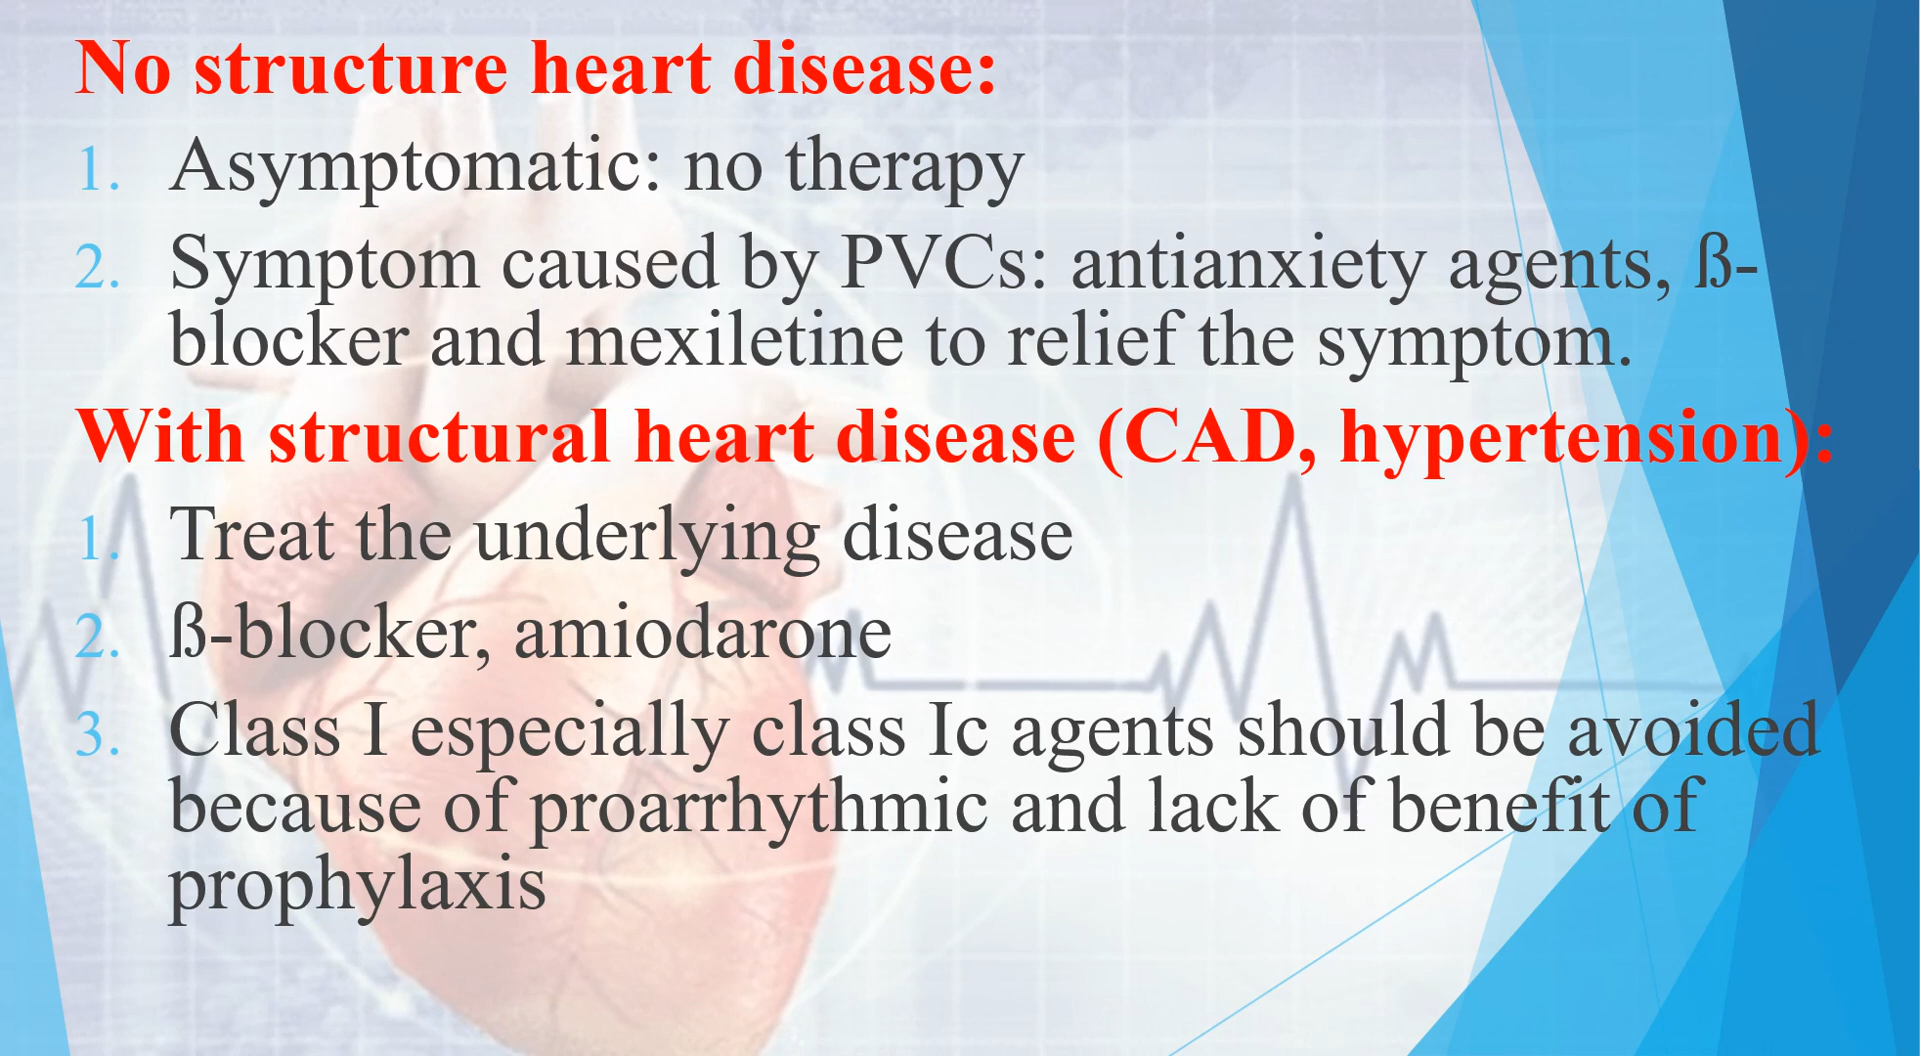 No structure heart disease:
1. Asymptomatic: no therapy
2. Symptom caused by PVCs: antianxiety agents, ß-
blocker and mexiletine to relief the symptom.
With structural heart disease (CAD, hypertension):
1. Treat the underlying disease
2. ß-blocker, amiodarone
3. Class I especially class Ic agents should be avoided
because of proarrhythmic and lack of benefit of
prophylaxis